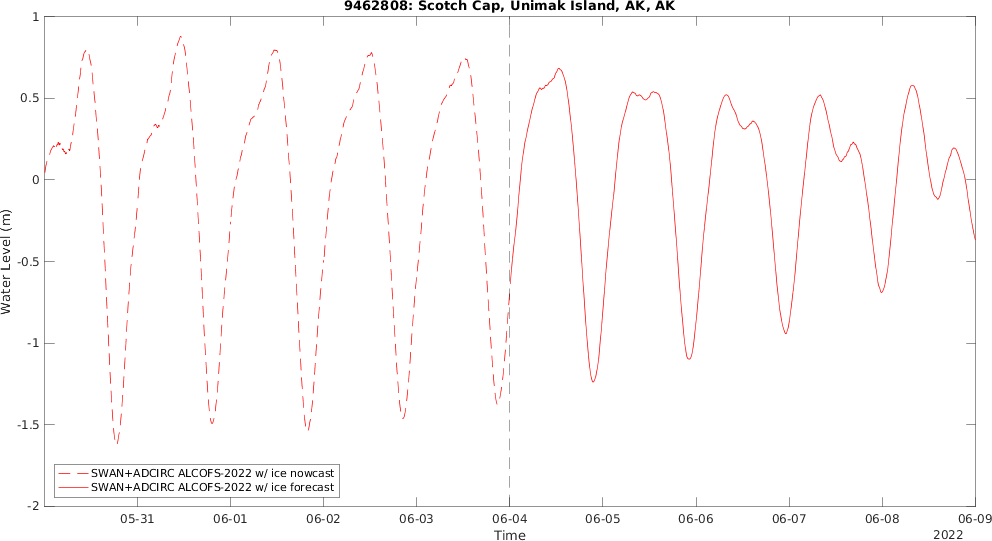 9462808: Scotch Cap, Unimak Island, AK, AK
1
0.5
0
-0.5
-1
-1.5
-2
Water Level (m)
SWAN+ADCIRC ALCOFS-2022 w/ ice nowcast
SWAN+ADCIRC ALCOFS-2022 w/ ice forecast
05-31 06-01 06-02 06-03 06-04 06-05 06-06 06-07 06-08 06-09
Time
2022